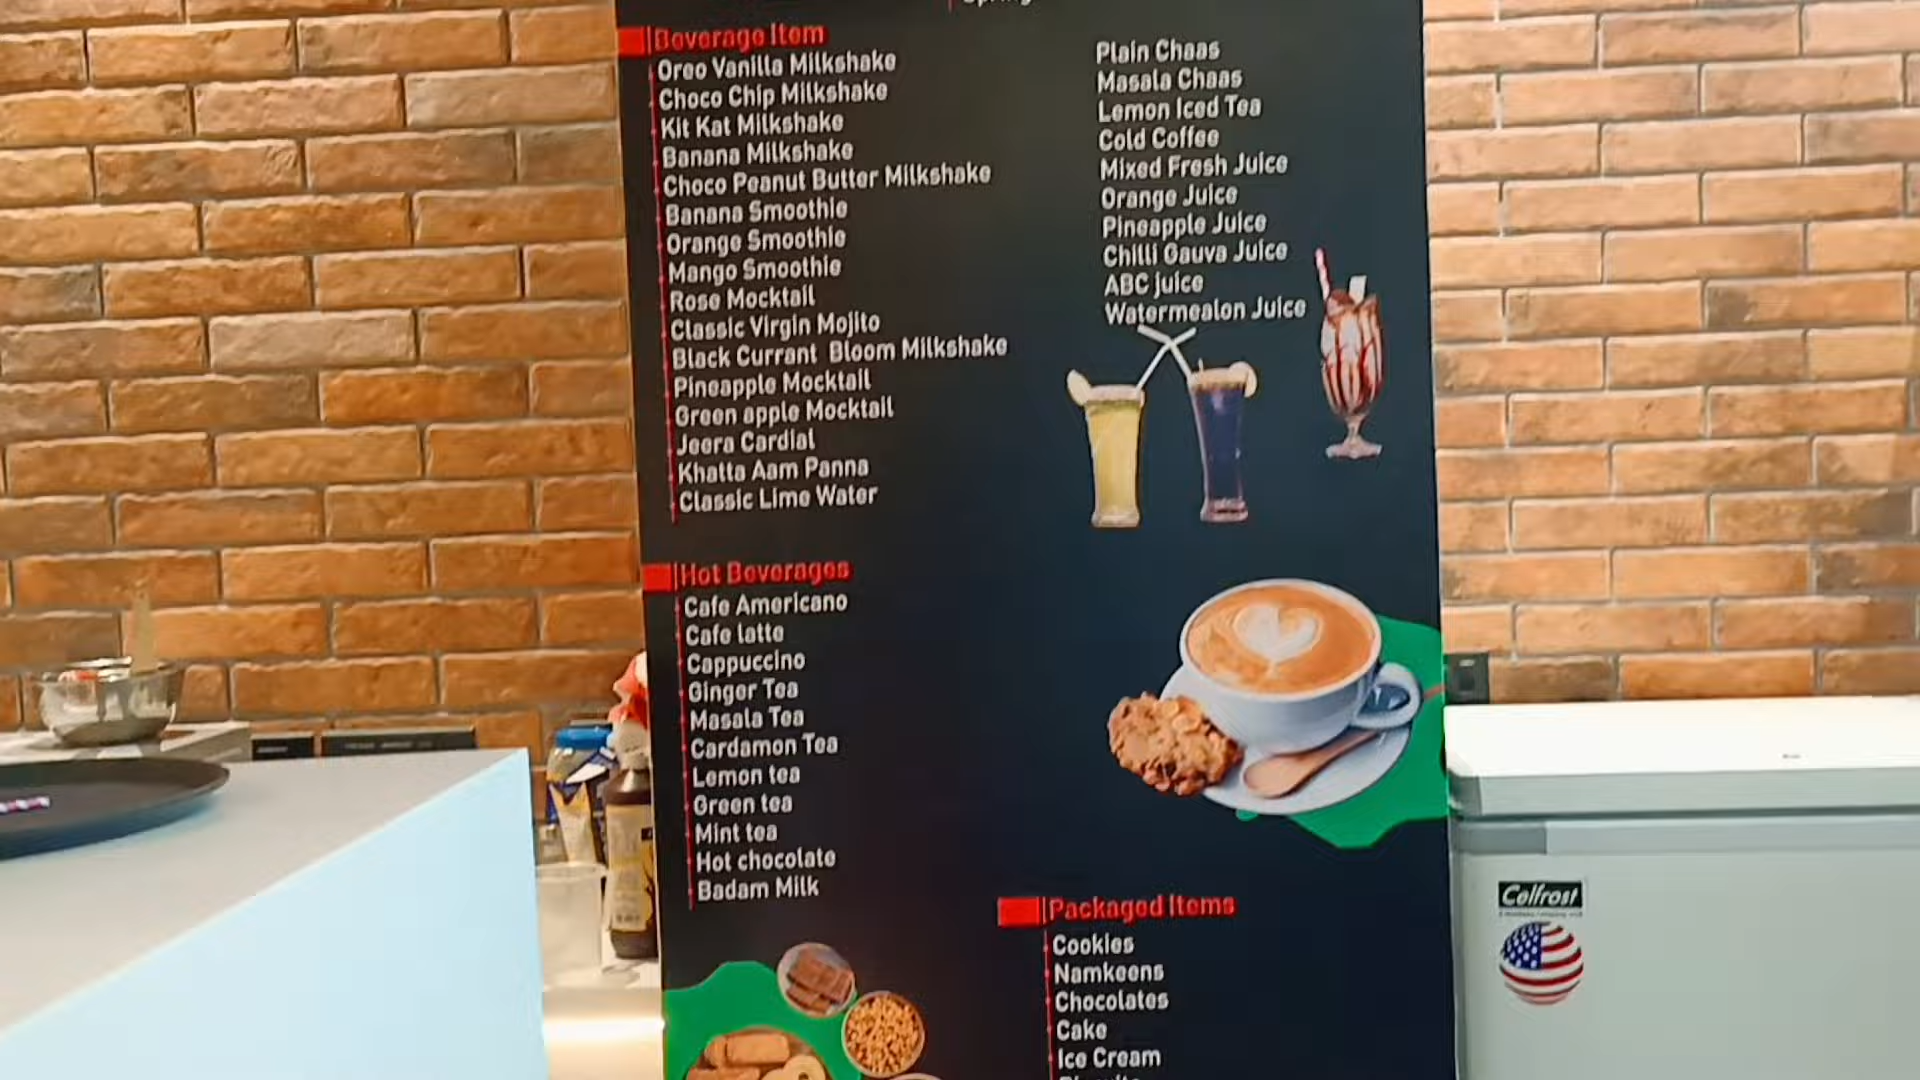 Beverage Item
Oreo Vanilla Milkshake
Choco Chip Milkshake
Kit Kat Milkshake
Banana Milkshake
Choco Peanut Butter Milkshake
Banana Smoothie
Orange Smoothie
Mango Smoothie
Rose Mocktail
Classic Virgin Mojito
Black Currant Bloom Milkshake
Pineapple Mocktail
Green apple Mocktail
Jeera Cardial
Khatta Aam Panna
Classic Lime Water
Plain Chaas
Masala Chaas
Lemon Iced Tea
Cold Coffee
Mixed Fresh Juice
Orange Juice
Pineapple Juice
Chilli Gauva Juice
ABC juice
Watermealon Juice
Hot Beverages
Cafe Americano
Cafe latte
Cappuccino
Ginger Tea
Masala Tea
Cardamon Tea
Lemon tea
Green tea
Mint tea
Hot chocolate
Badam Milk
Packaged Items
Cookies
Namkeens
Chocolates
Cake
Ice Cream
Celfrost